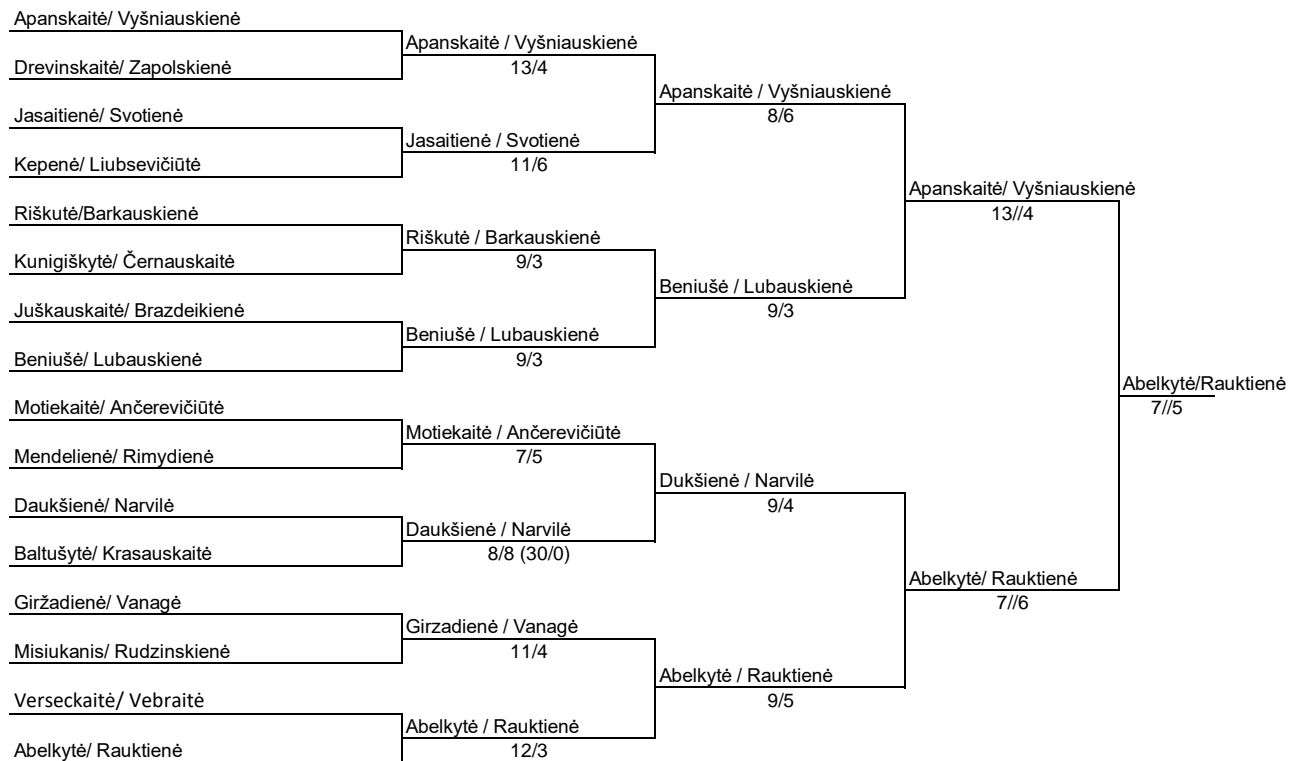 Apanskaitė/ Vyšniauskienė
Drevinskaitė/ Zapolskienė
Jasaitienė/ Svotienė
Kepenė/ Liubsevičiūtė
Riškutė/Barkauskienė
Kunigiškytė/ Černauskaitė
Juškauskaitė/ Brazdeikienė
Beniušė/ Lubauskienė
Motiekaitė/ Ančerevičiūtė
Mendelienė/ Rimydienė
Daukšienė/ Narvilė
Baltušytė/ Krasauskaitė
Giržadienė/ Vanagė
Misiukanis/ Rudzinskienė
Verseckaitė/ Vebraitė
Abelkytė/ Rauktienė
Apanskaitė / Vyšniauskienė
13/4
Jasaitienė / Svotienė
11/6
Riškutė / Barkauskienė
9/3
Beniušė / Lubauskienė
9/3
Motiekaitė / Ančerevičiūtė
7/5
Daukšienė / Narvilė
8/8 (30/0)
Girzadienė / Vanagė
11/4
Abelkytė / Rauktienė
12/3
Apanskaitė / Vyšniauskienė
8/6
Beniušė / Lubauskienė
9/3
Dukšienė / Narvilė
9/4
Abelkytė / Rauktienė
9/5
Apanskaitė/ Vyšniauskienė
13//4
Abelkytė/ Rauktienė
7//6
Abelkytė/Rauktienė
7//5